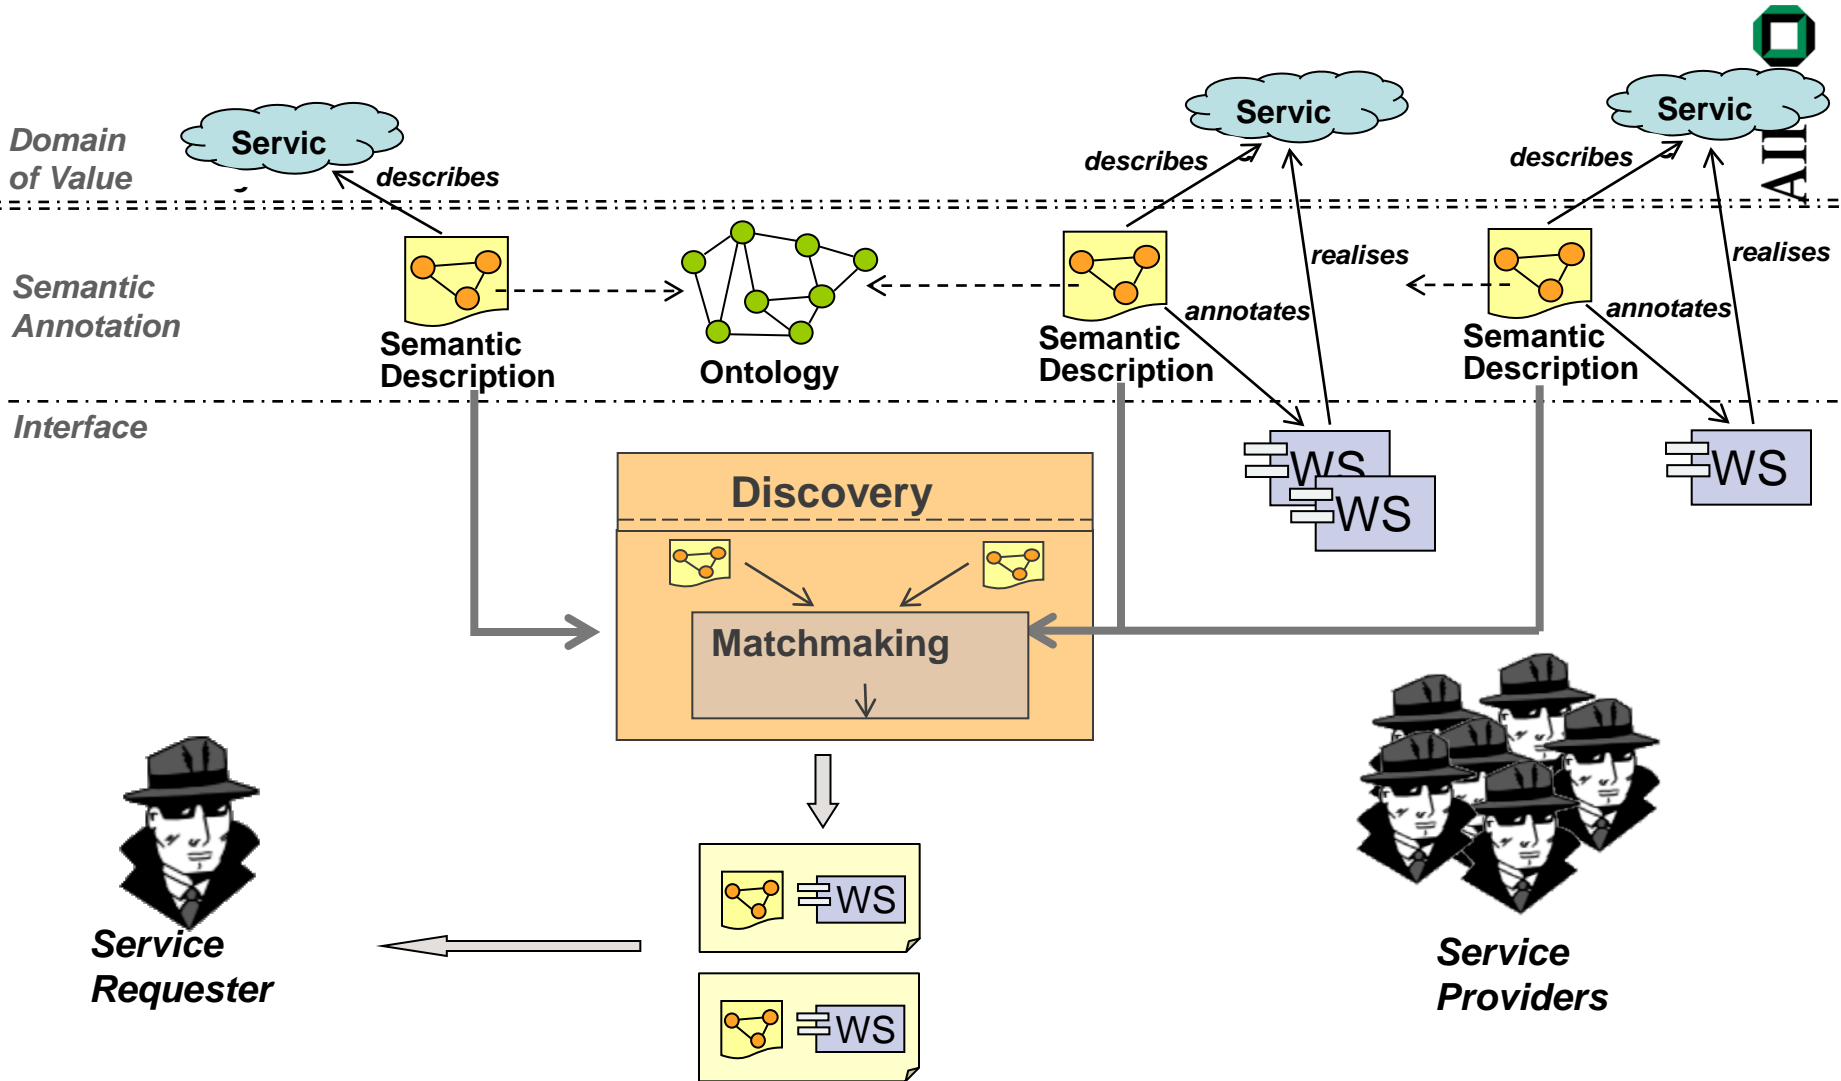 Servic
Servic
Servic
AII
Domain
of Value
describes
describes
describes
Semantic
Annotation
realises
realises
annotates
annotates
Semantic
Description
Ontology
Semantic
Description
Semantic
Description
Interface
Discovery
WS
WS
WS
Matchmaking
WS
WS
Service
Requester
Service
Providers